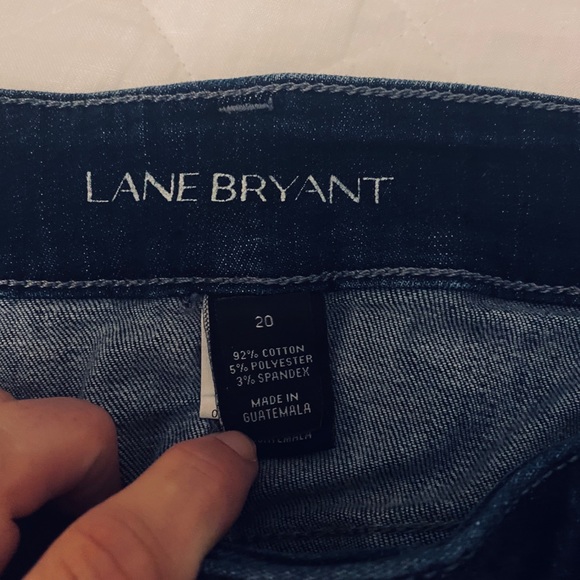 LANE BRYANT
20
92% COTTON
5% POLYESTER
3% SPANDEX
MADE IN
GUATEMALA